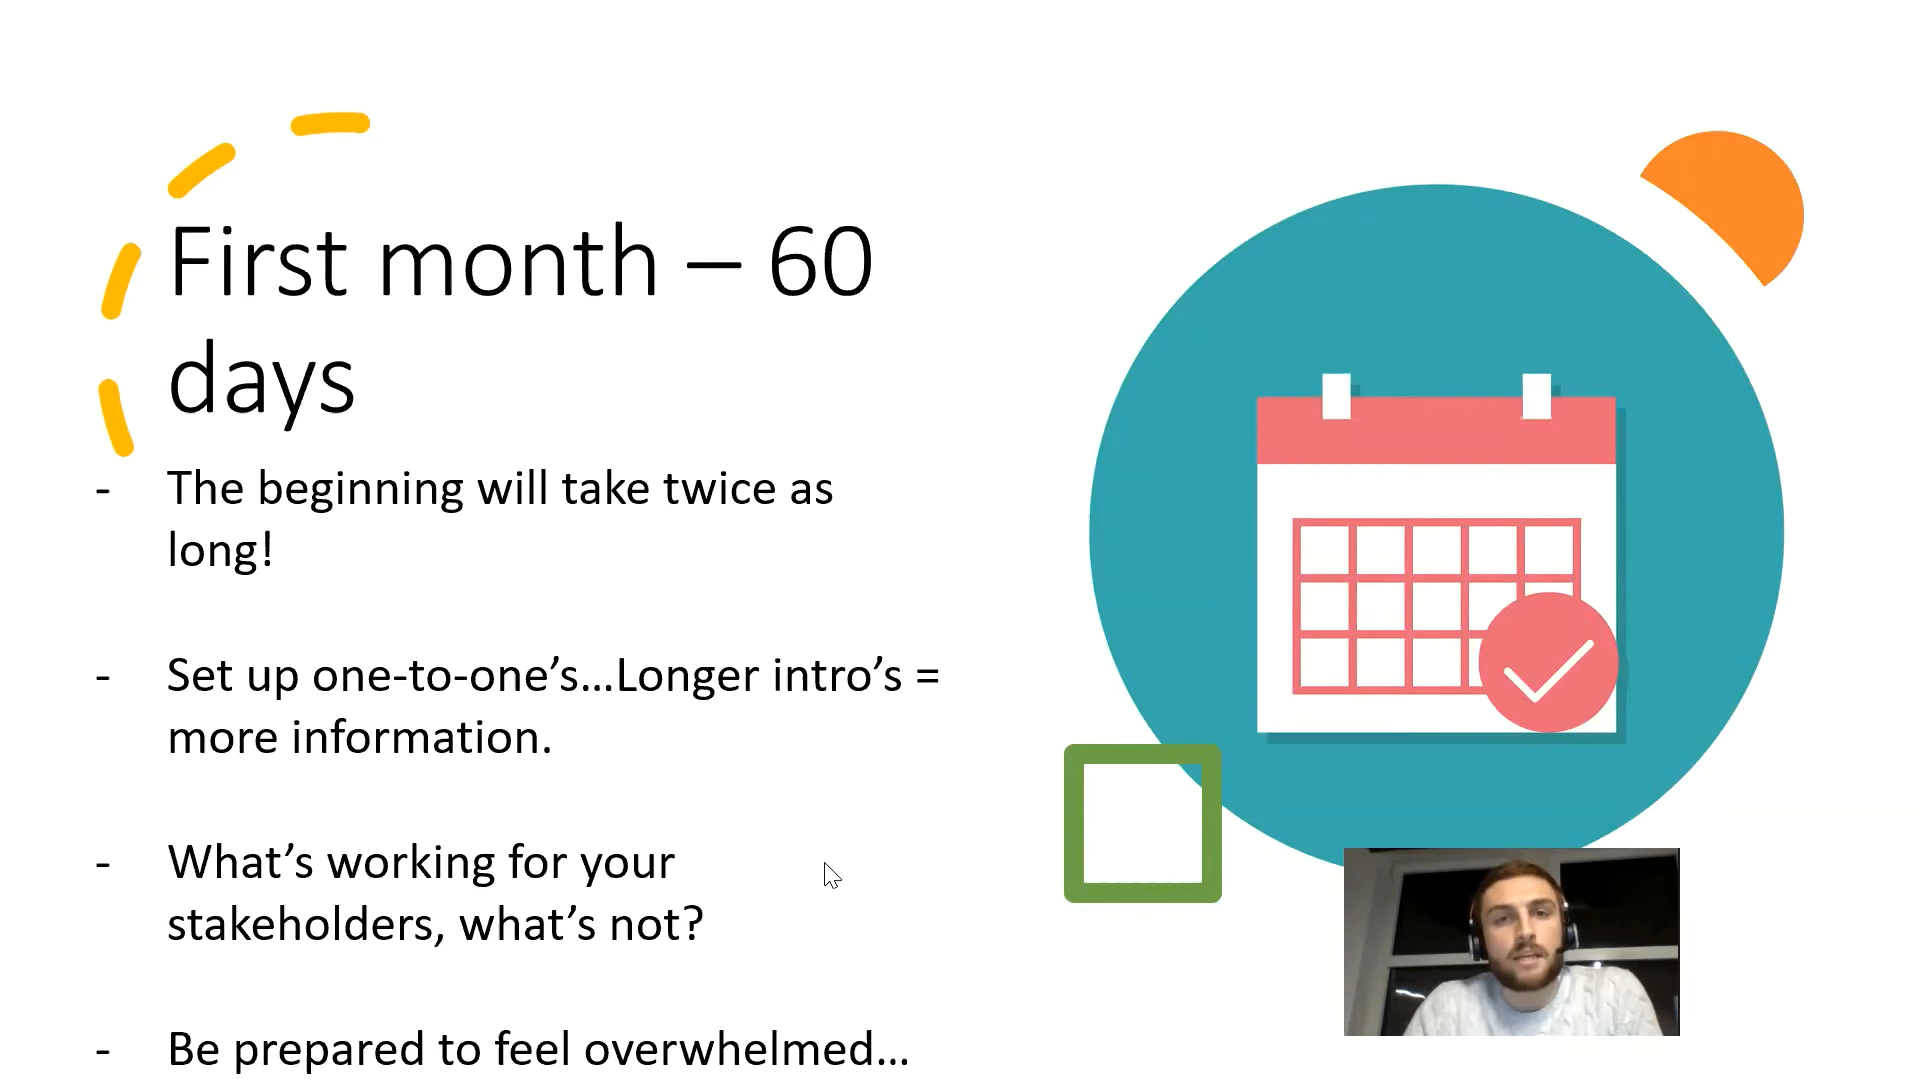 First month – 60
days
- The beginning will take twice as
long!
- Set up one-to-one’s...Longer intro’s =
more information.
- What’s working for your
stakeholders, what’s not?
- Be prepared to feel overwhelmed...